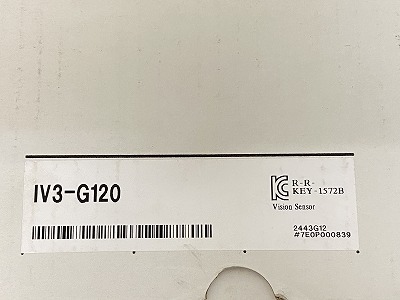 IV3-G120
R-R-
KEY-1572B
Vision Sensor
2443G12
#7E0P000839